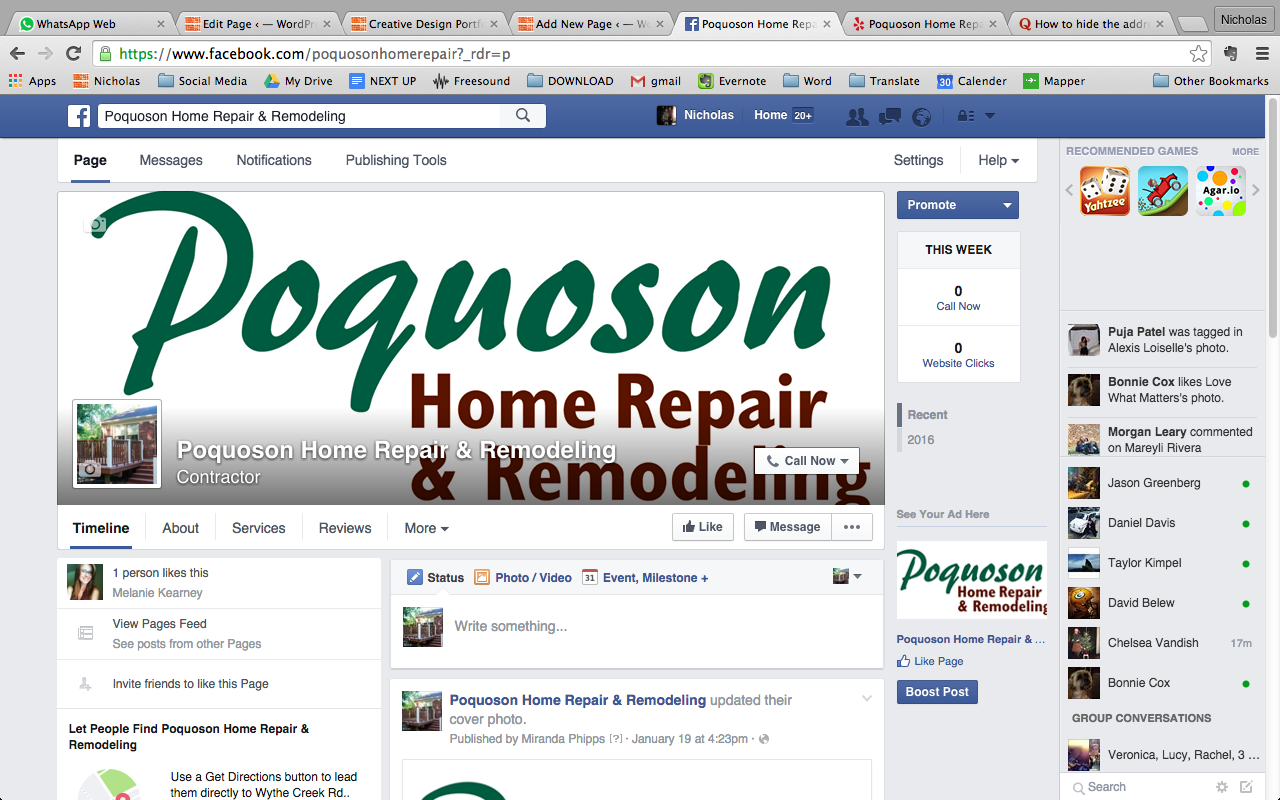 WhatsApp Web
Edit Page ‹ — WordPr
Creative Design Portf
Add New Page ‹ — W
Poquoson Home Repa
Poquoson Home Repa
How to hide the addr
Nicholas
https://www.facebook.com/poquosonhomerepair?_rdr=p
Apps
Nicholas
Social Media
My Drive
NEXT UP
Freesound
DOWNLOAD
gmail
Evernote
Word
Translate
30 Calender
Mapper
Other Bookmarks
Poquoson Home Repair & Remodeling
Nicholas
Home 20+
Page
Messages
Notifications
Publishing Tools
Settings
Help
Poquoson
Home Repair
& Remodeling
Poquoson Home Repair & Remodeling
Contractor
Call Now
Timeline
About
Services
Reviews
More
Like
Message
Promote
THIS WEEK
0
Call Now
0
Website Clicks
Recent
2016
See Your Ad Here
Poquoson
Home Repair
& Remodeling
Poquoson Home Repair & ...
Like Page
Boost Post
1 person likes this
Melanie Kearney
View Pages Feed
See posts from other Pages
Invite friends to like this Page
Let People Find Poquoson Home Repair &
Remodeling
Use a Get Directions button to lead
them directly to Wythe Creek Rd..
Status
Photo / Video
31 Event, Milestone +
Write something...
Poquoson Home Repair & Remodeling updated their
cover photo.
Published by Miranda Phipps [?] · January 19 at 4:23pm ·
RECOMMENDED GAMES
MORE
Yahtzee
Agar.io
Puja Patel was tagged in
Alexis Loiselle's photo.
Bonnie Cox likes Love
What Matters's photo.
Morgan Leary commented
on Mareyli Rivera
Jason Greenberg
Daniel Davis
Taylor Kimpel
David Belew
Chelsea Vandish 17m
Bonnie Cox
GROUP CONVERSATIONS
Veronica, Lucy, Rachel, 3 ...
Search